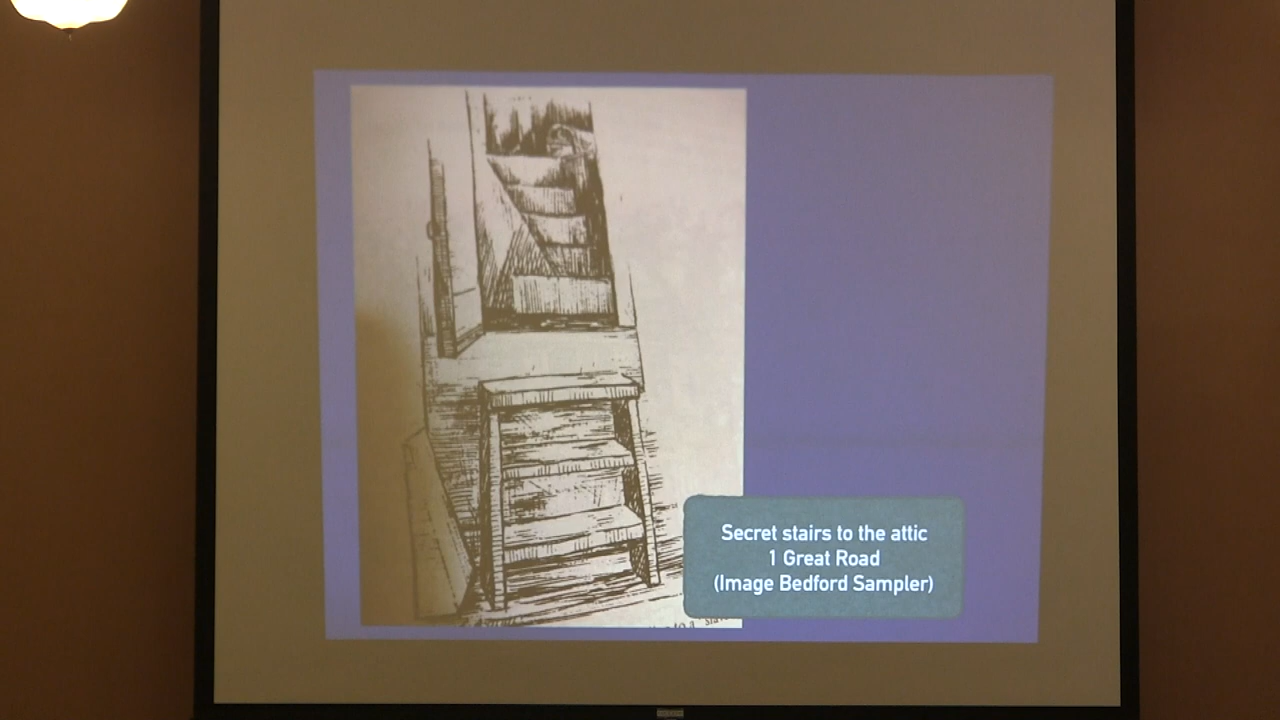 Secret stairs to the attic
1 Great Road
(Image Bedford Sampler)